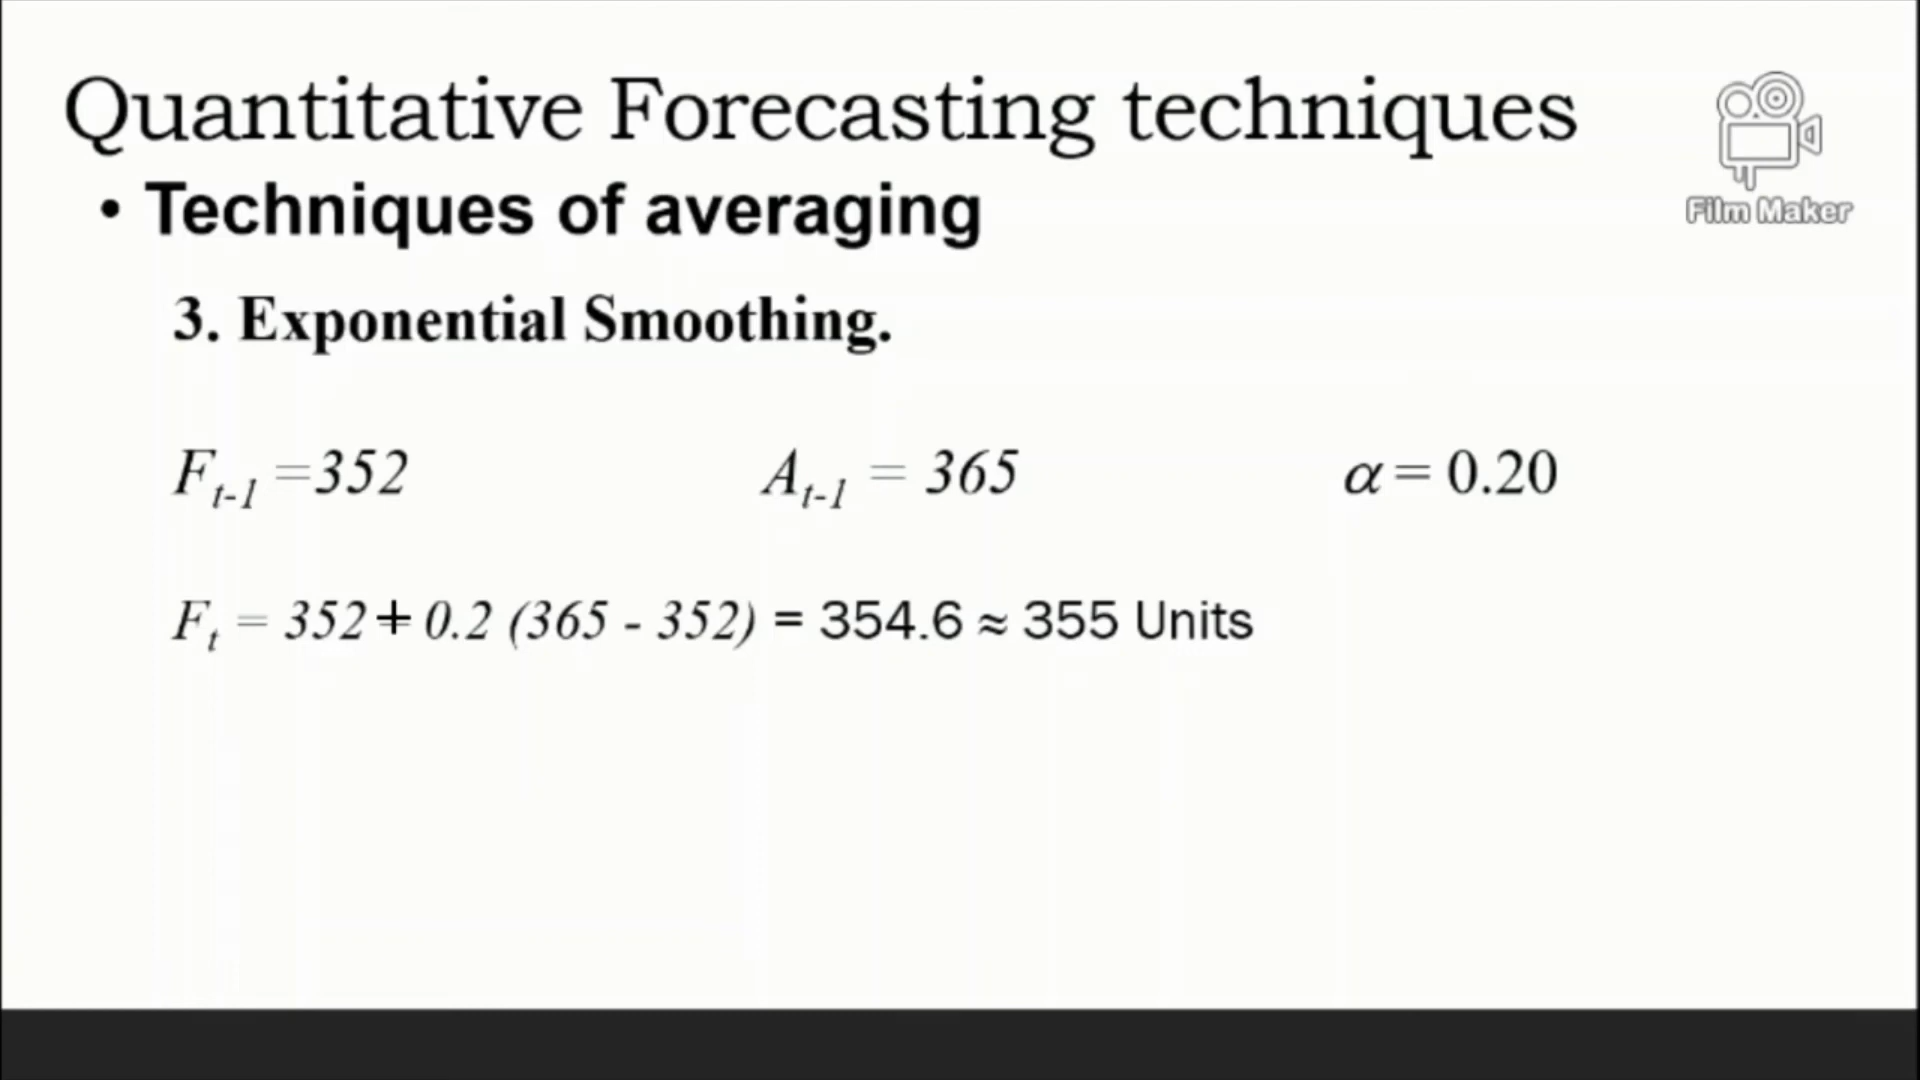 Quantitative Forecasting techniques
Film Maker
• Techniques of averaging
3. Exponential Smoothing.
Fₜ₋₁ =352 Aₜ₋₁ = 365 α = 0.20
Fₜ = 352 + 0.2 (365 - 352) = 354.6 ≈ 355 Units